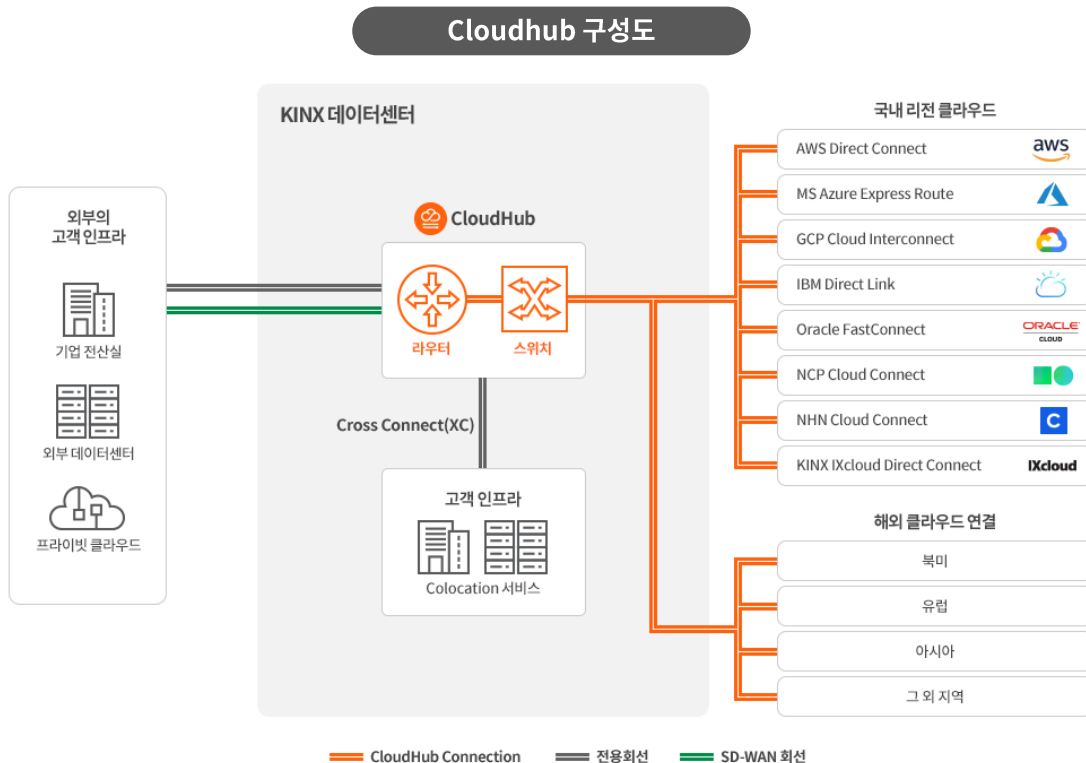 Cloudhub 구성도
KINX 데이터센터
국내 리전 클라우드
AWS Direct Connect
aws
MS Azure Express Route
GCP Cloud Interconnect
IBM Direct Link
Oracle FastConnect
ORACLE
CLOUD
NCP Cloud Connect
NHN Cloud Connect
C
KINX IXcloud Direct Connect
IXcloud
해외 클라우드 연결
북미
유럽
아시아
그 외 지역
외부의
고객 인프라
기업 전산실
외부 데이터센터
프라이빗 클라우드
CloudHub
라우터
스위치
Cross Connect(XC)
고객 인프라
Colocation 서비스
CloudHub Connection
전용회선
SD-WAN 회선